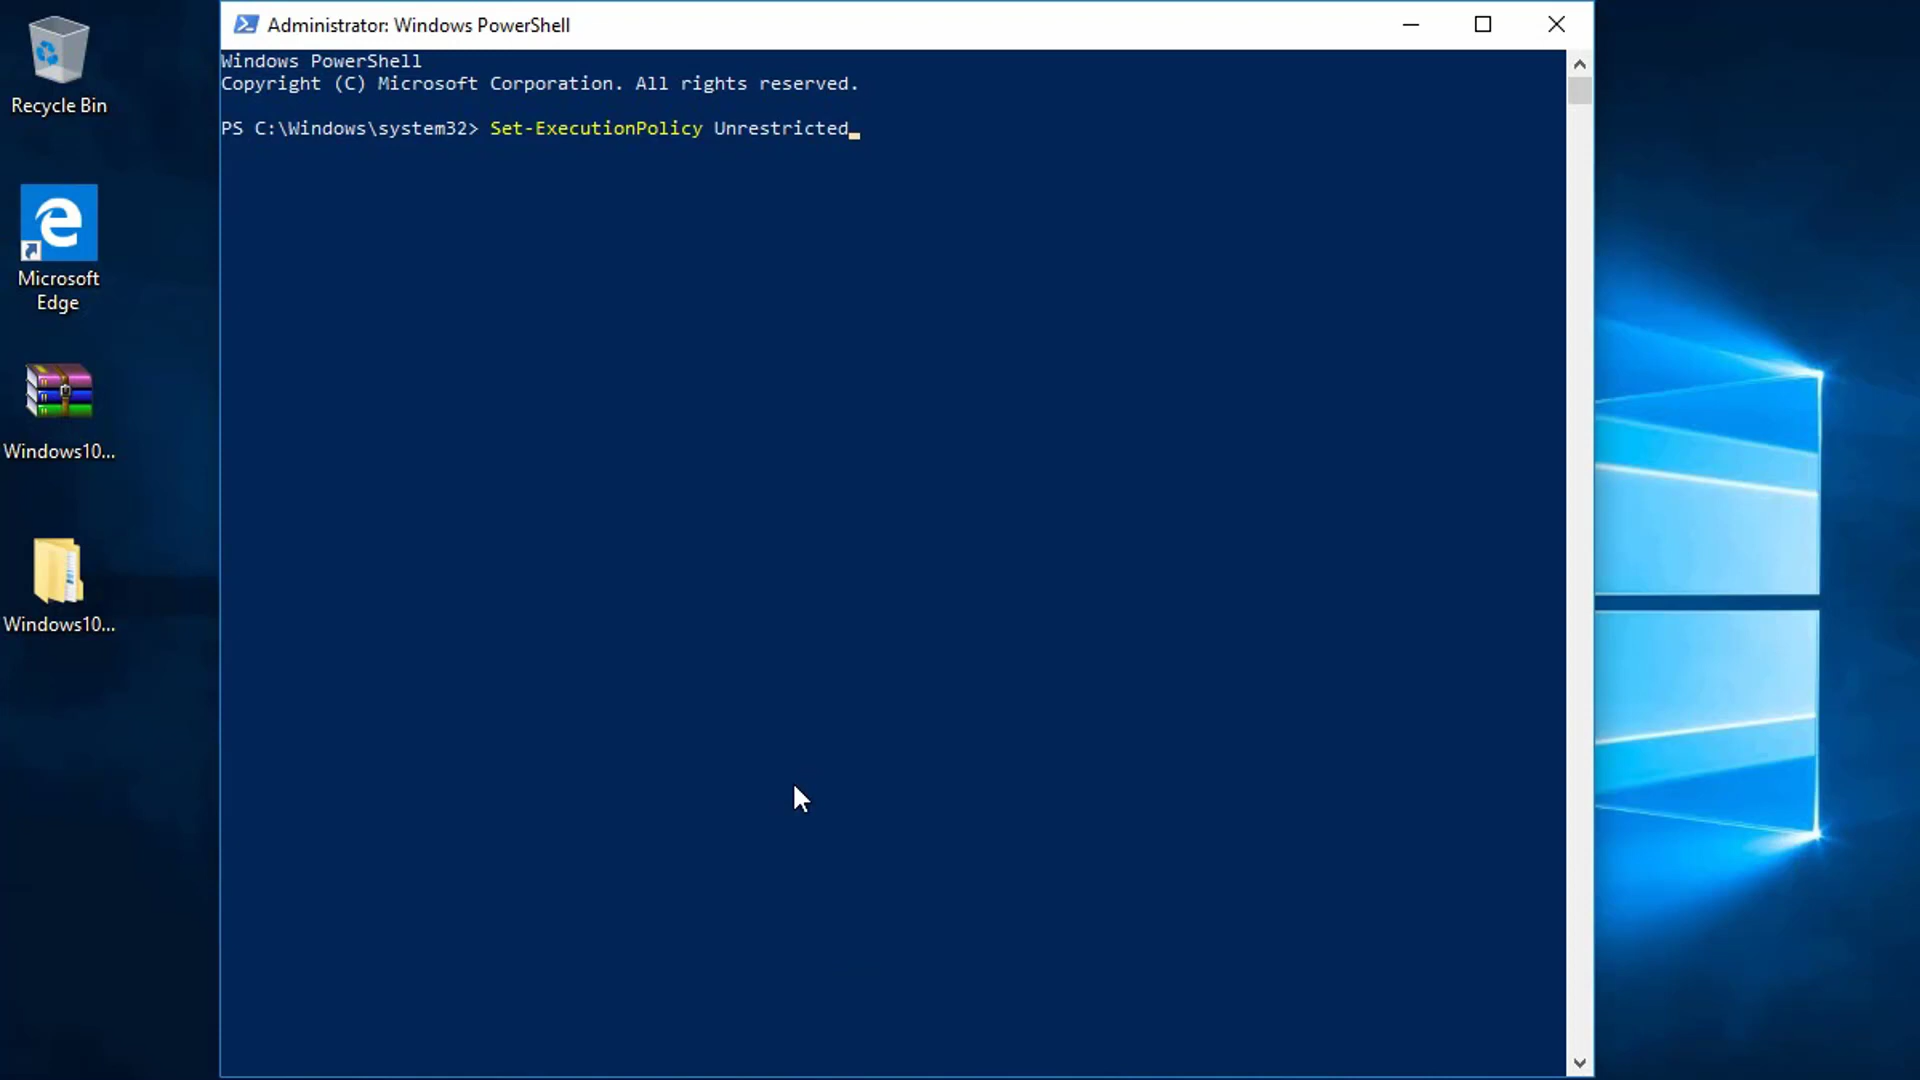 Administrator: Windows PowerShell
Windows PowerShell
Copyright (C) Microsoft Corporation. All rights reserved.
PS C:\Windows\system32> Set-ExecutionPolicy Unrestricted_
Recycle Bin
Microsoft
Edge
Windows10...
Windows10...